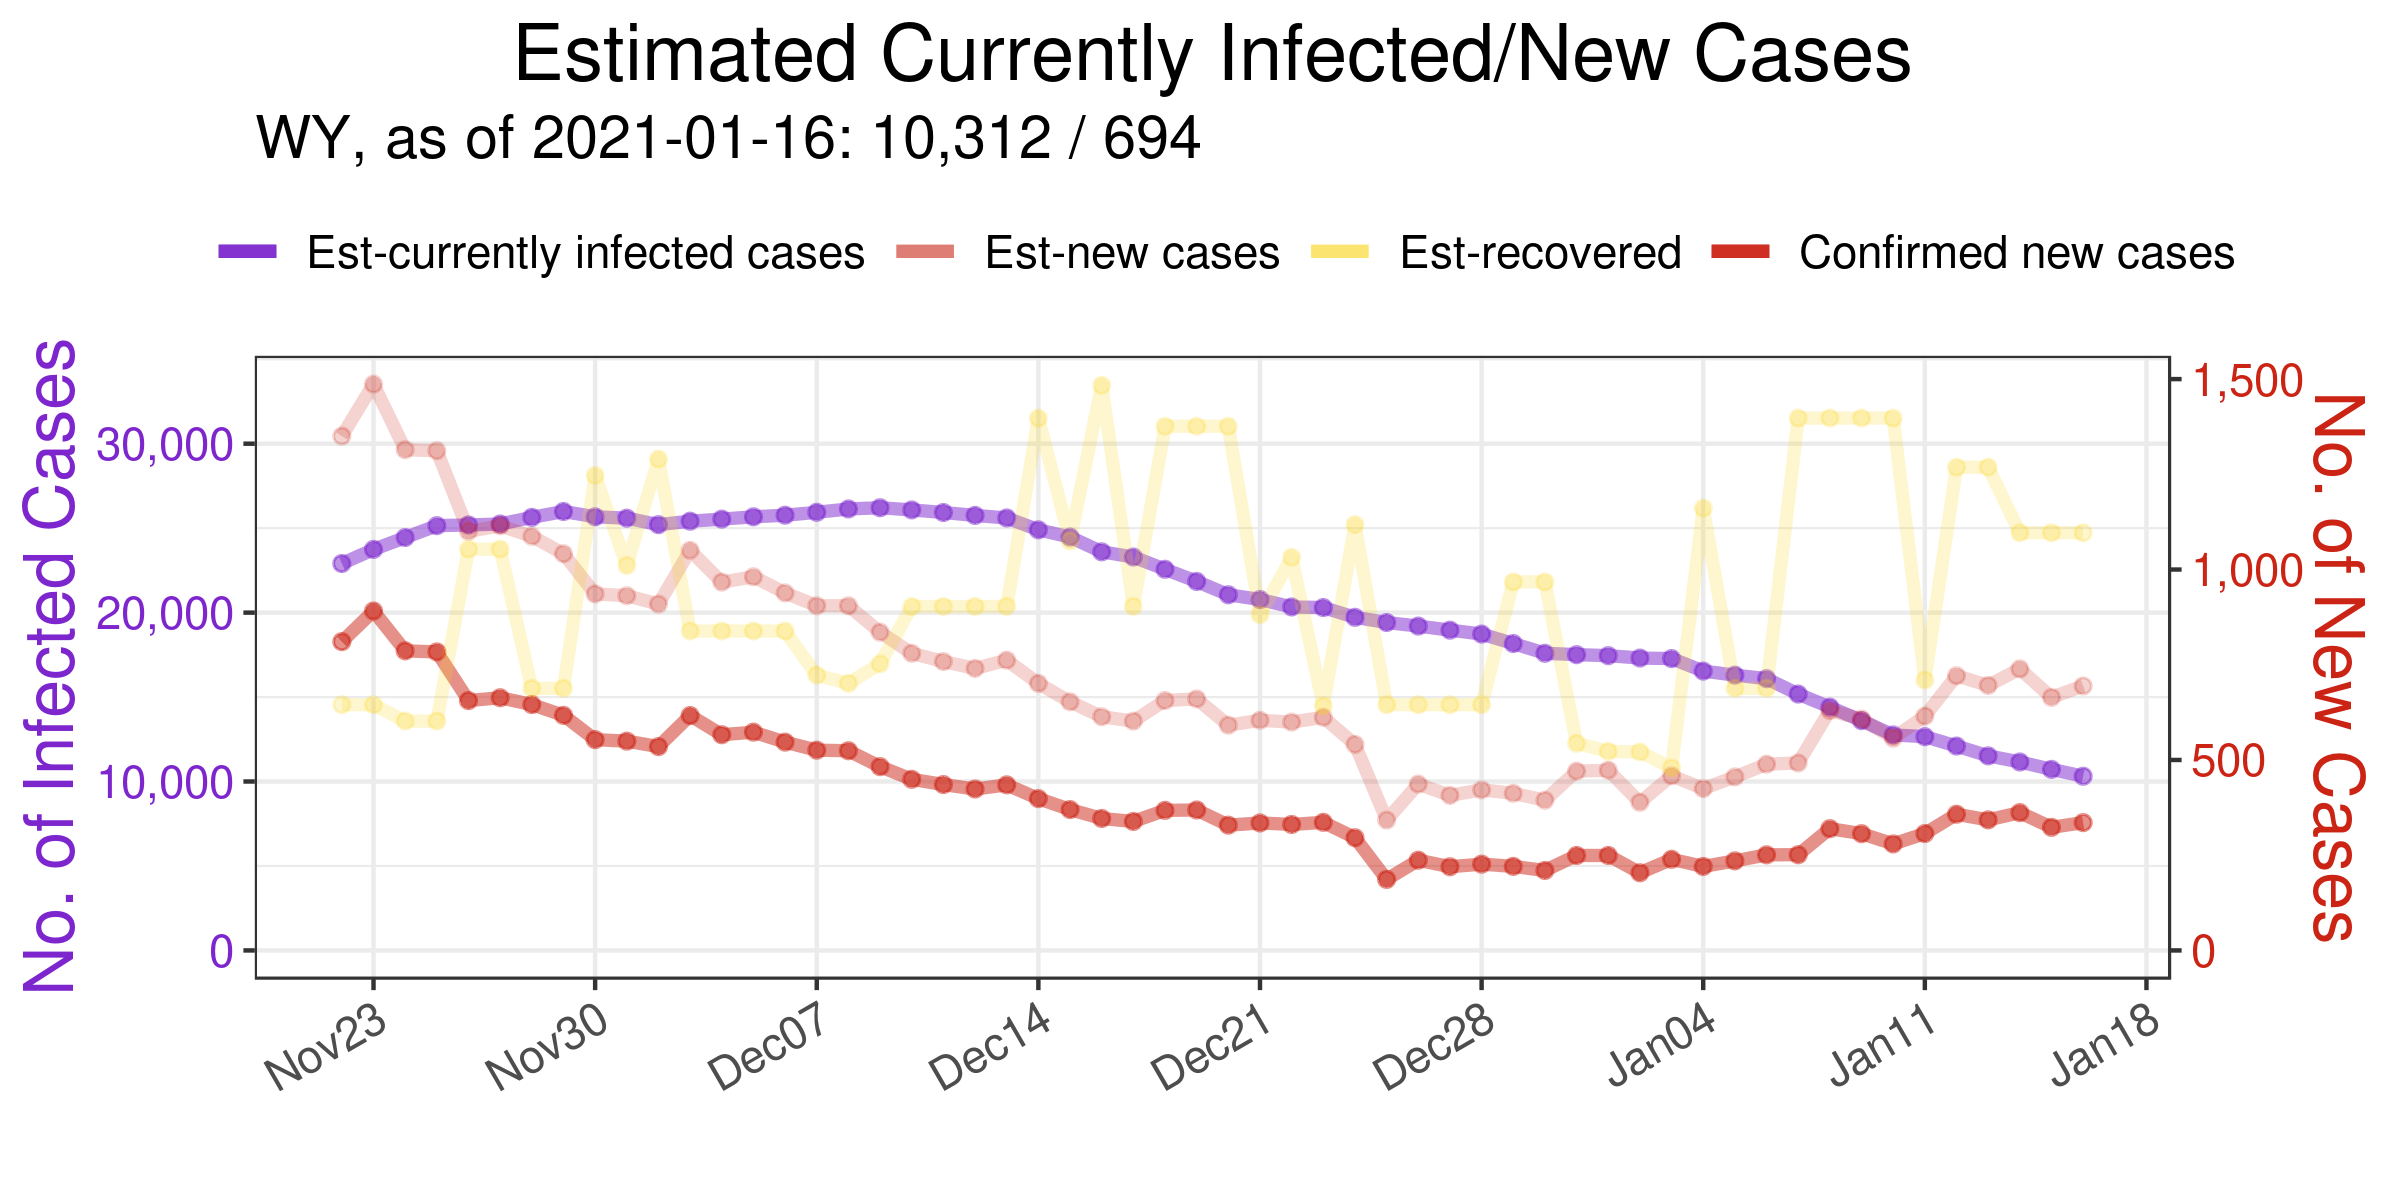 Estimated Currently Infected/New Cases
WY, as of 2021-01-16: 10,312 / 694
Est-currently infected cases Est-new cases Est-recovered Confirmed new cases
No. of Infected Cases
30,000
20,000
10,000
0
1,500
1,000
500
0
No. of New Cases
Nov23 Nov30 Dec07 Dec14 Dec21 Dec28 Jan04 Jan11 Jan18